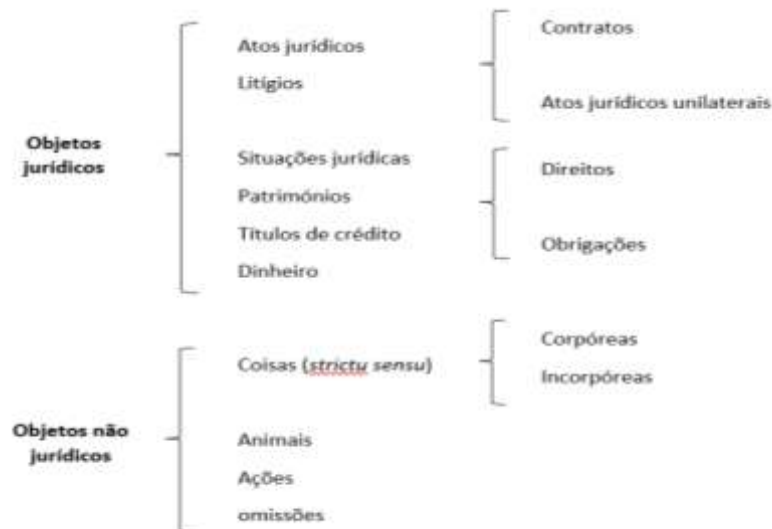 Objetos
jurídicos
Atos jurídicos
Litígios
Contratos
Atos jurídicos unilaterais
Situações jurídicas
Patrimónios
Títulos de crédito
Dinheiro
Direitos
Obrigações
Objetos não
jurídicos
Coisas (strictu sensu)
Corpóreas
Incorpóreas
Animais
Ações
omissões